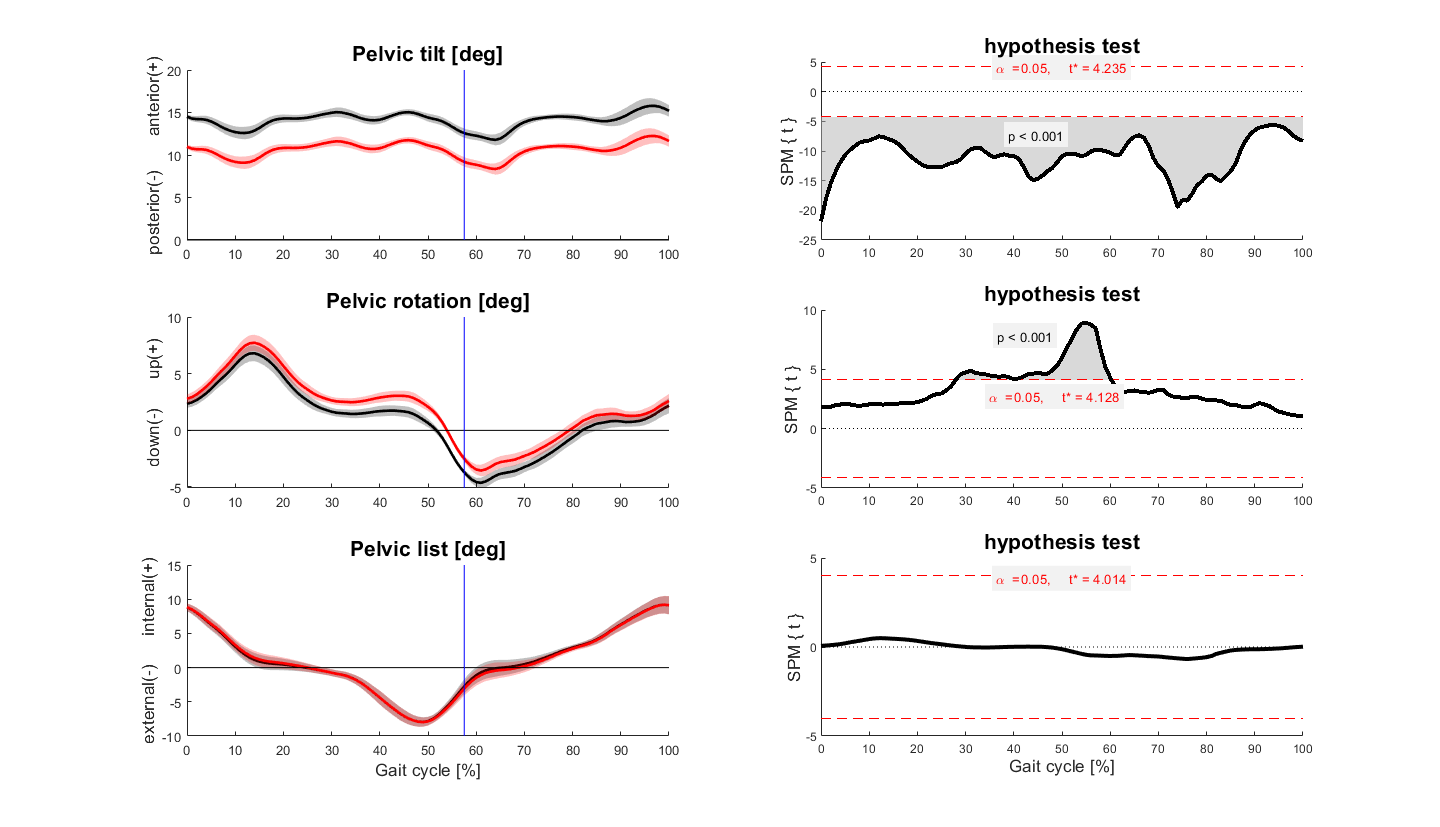 Pelvic tilt [deg]
posterior(-) anterior(+)
20
15
10
5
0
0 10 20 30 40 50 60 70 80 90 100
hypothesis test
SPM { t }
5
0
-5
-10
-15
-20
-25
α =0.05, t* = 4.235
p < 0.001
0 10 20 30 40 50 60 70 80 90 100
Pelvic rotation [deg]
down(-) up(+)
10
5
0
-5
0 10 20 30 40 50 60 70 80 90 100
hypothesis test
SPM { t }
10
5
0
-5
p < 0.001
α =0.05, t* = 4.128
0 10 20 30 40 50 60 70 80 90 100
Pelvic list [deg]
external(-) internal(+)
15
10
5
0
-5
-10
0 10 20 30 40 50 60 70 80 90 100
Gait cycle [%]
hypothesis test
SPM { t }
5
0
-5
α =0.05, t* = 4.014
0 10 20 30 40 50 60 70 80 90 100
Gait cycle [%]